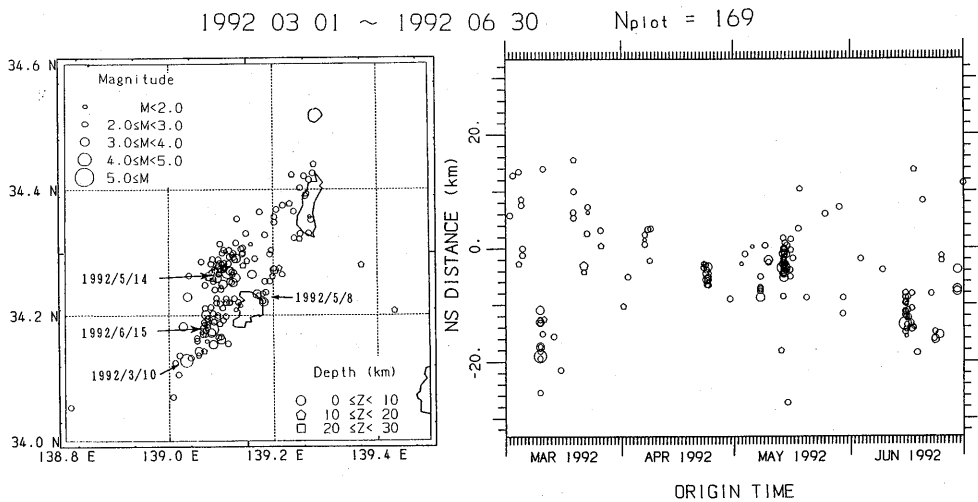 1992 03 01 ~ 1992 06 30 Nplot = 169
34.6 N
34.4 N
34.2 N
34.0 N
138.8 E 139.0 E 139.2 E 139.4 E
Magnitude
M<2.0
2.0≤M<3.0
3.0≤M<4.0
4.0≤M<5.0
5.0≤M
1992/5/14
1992/5/8
1992/6/15
1992/3/10
Depth (km)
0 ≤Z< 10
10 ≤Z< 20
20 ≤Z< 30
NS DISTANCE (km)
20.
0.
-20.
MAR 1992 APR 1992 MAY 1992 JUN 1992
ORIGIN TIME